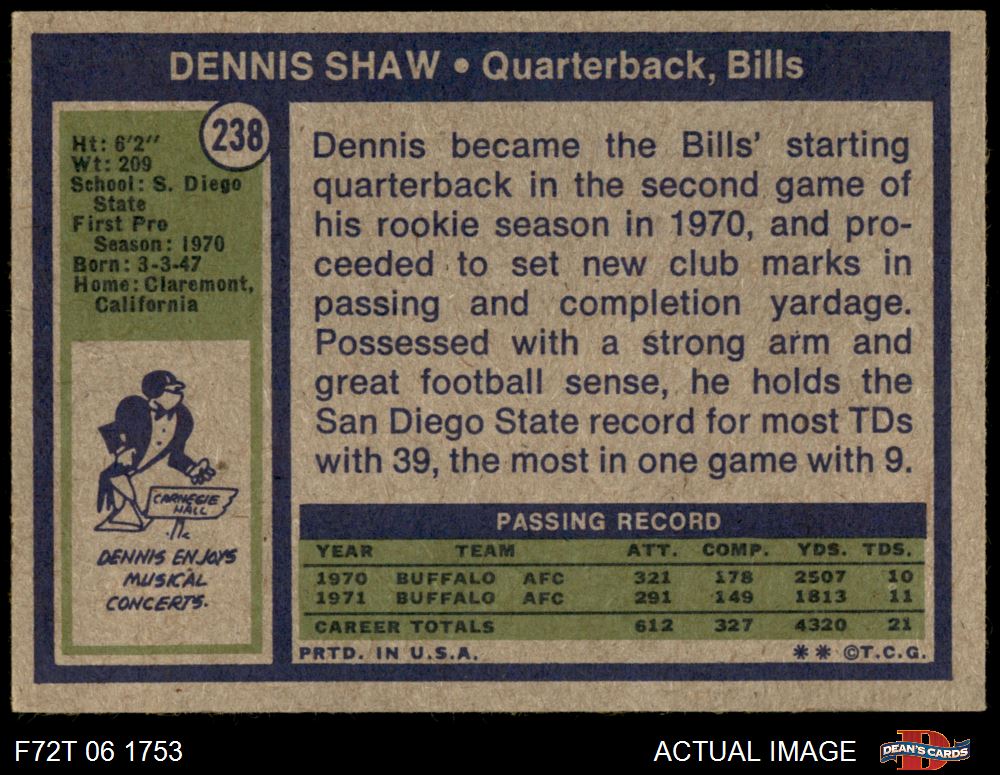 DENNIS SHAW • Quarterback, Bills
238
Ht: 6'2"
Wt: 209
School: S. Diego
State
First Pro
Season: 1970
Born: 3-3-47
Home: Claremont,
California
CARNEGIE
HALL
DENNIS ENJOYS
MUSICAL
CONCERTS.
Dennis became the Bills' starting
quarterback in the second game of
his rookie season in 1970, and pro-
ceeded to set new club marks in
passing and completion yardage.
Possessed with a strong arm and
great football sense, he holds the
San Diego State record for most TDs
with 39, the most in one game with 9.
PASSING RECORD
YEAR TEAM ATT. COMP. YDS. TDS.
1970 BUFFALO AFC 321 178 2507 10
1971 BUFFALO AFC 291 149 1813 11
CAREER TOTALS 612 327 4320 21
PRTD. IN U.S.A. ** ©T.C.G.
F72T 06 1753 ACTUAL IMAGE DEAN'S CARDS